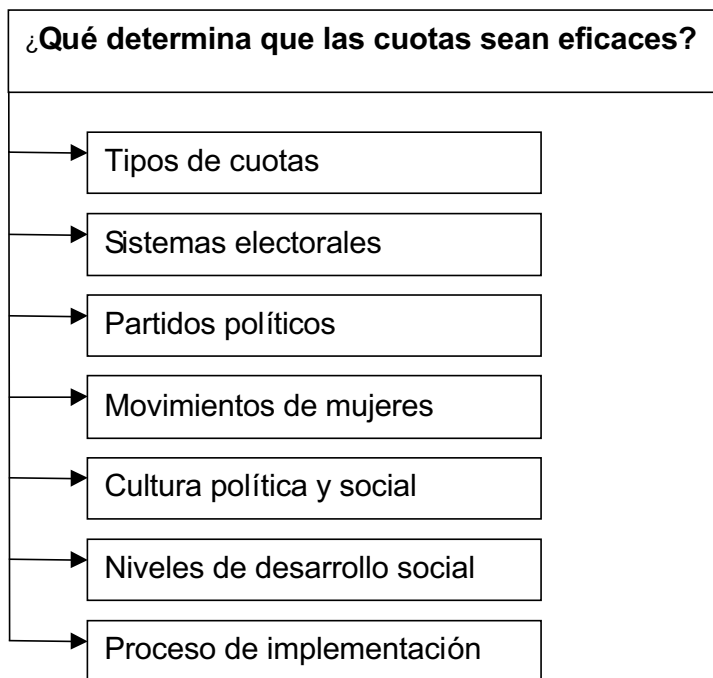 ¿Qué determina que las cuotas sean eficaces?
Tipos de cuotas
Sistemas electorales
Partidos políticos
Movimientos de mujeres
Cultura política y social
Niveles de desarrollo social
Proceso de implementación